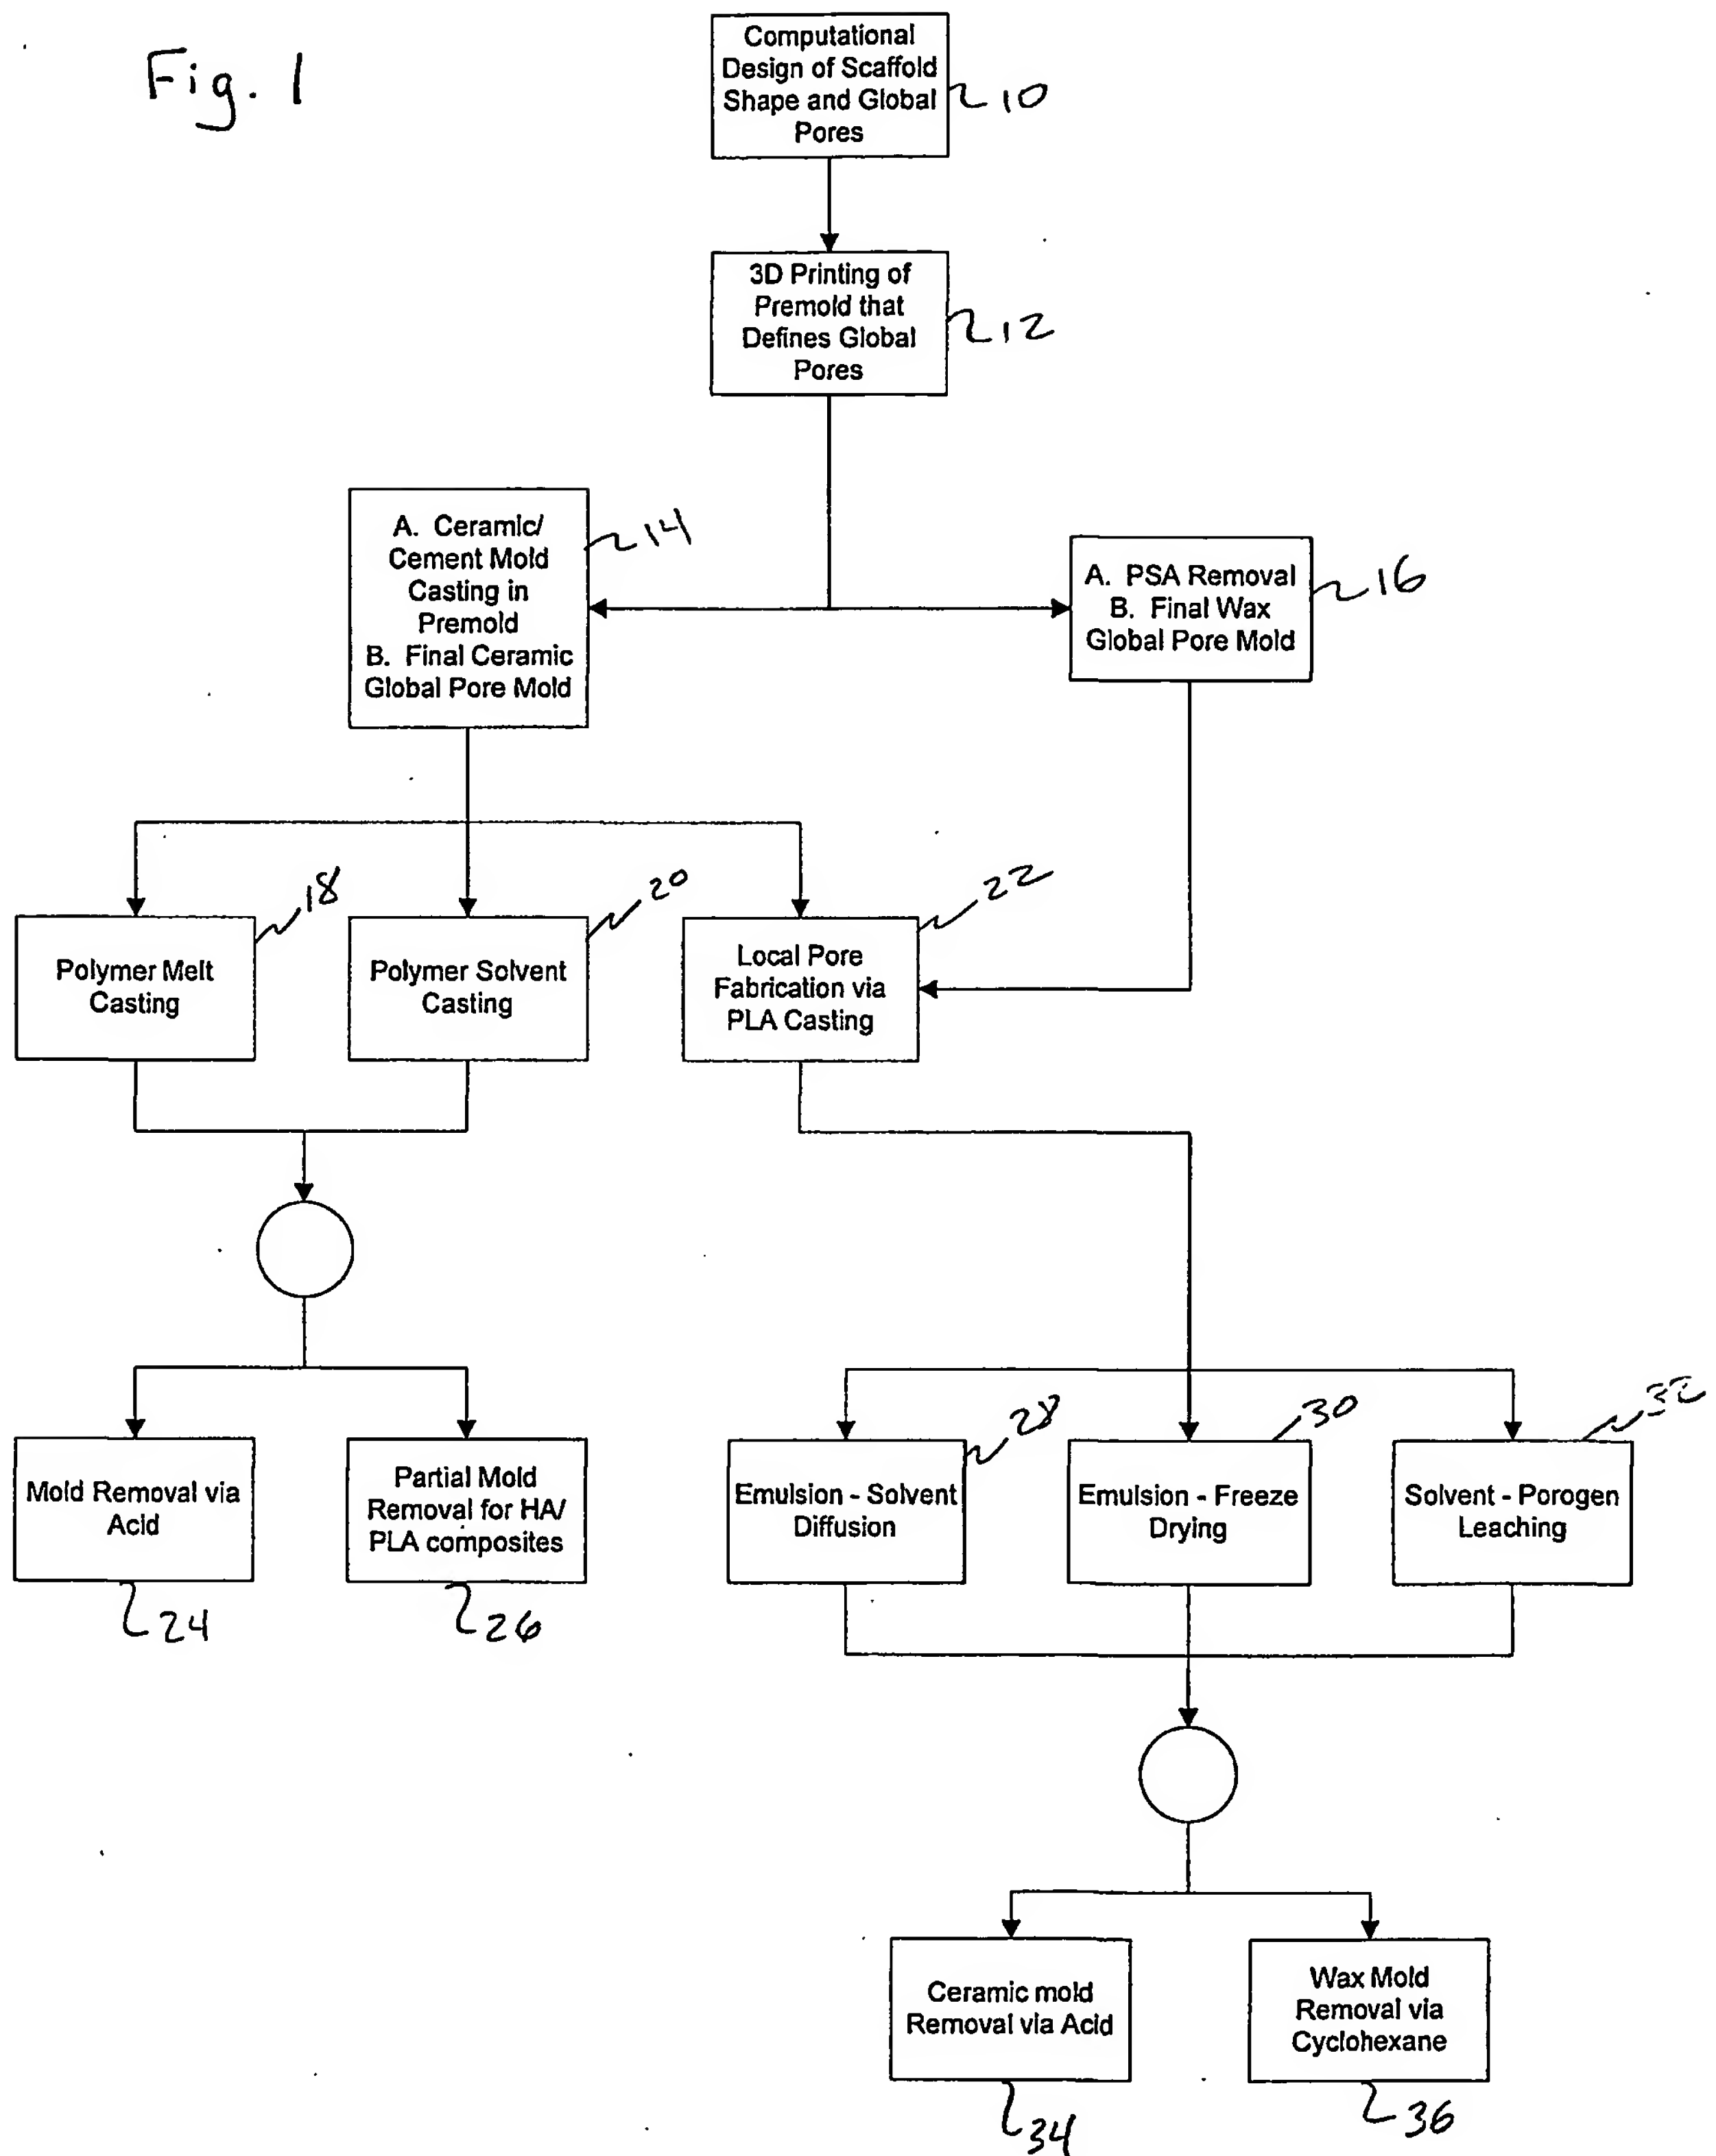 Fig. 1
Computational
Design of Scaffold
Shape and Global
Pores
10
3D Printing of
Premold that
Defines Global
Pores
12
A. Ceramic/
Cement Mold
Casting in
Premold
B. Final Ceramic
Global Pore Mold
14
A. PSA Removal
B. Final Wax
Global Pore Mold
16
Polymer Melt
Casting
18
Polymer Solvent
Casting
20
Local Pore
Fabrication via
PLA Casting
22
Mold Removal via
Acid
24
Partial Mold
Removal for HA/
PLA composites
26
Emulsion - Solvent
Diffusion
28
Emulsion - Freeze
Drying
30
Solvent - Porogen
Leaching
32
Ceramic mold
Removal via Acid
34
Wax Mold
Removal via
Cyclohexane
36